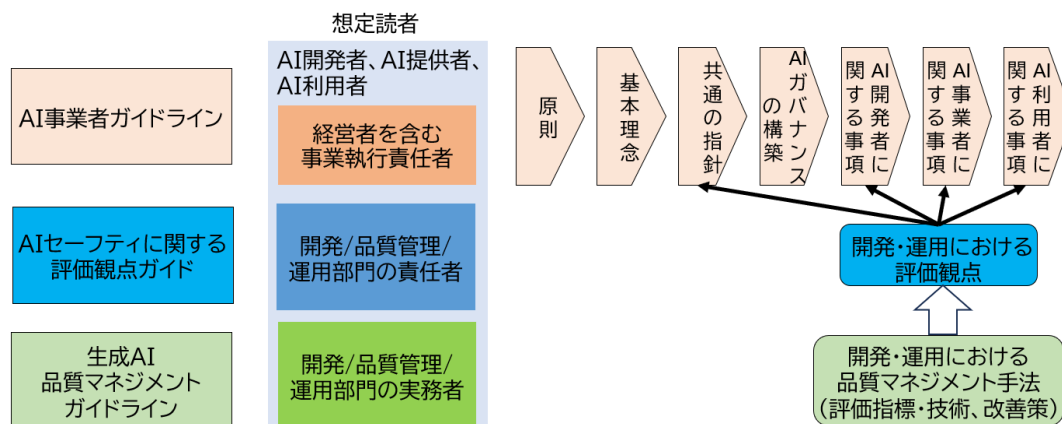 想定読者
AI開発者、AI提供者、
AI利用者
AI事業者ガイドライン
経営者を含む
事業執行責任者
原則
基本理念
共通の指針
AIガバナンス
の構築
AI開発者に
関する事項
AI事業者に
関する事項
AI利用者に
関する事項
AIセーフティに関する
評価観点ガイド
開発/品質管理/
運用部門の責任者
開発・運用における
評価観点
生成AI
品質マネジメント
ガイドライン
開発/品質管理/
運用部門の実務者
開発・運用における
品質マネジメント手法
(評価指標・技術、改善策)